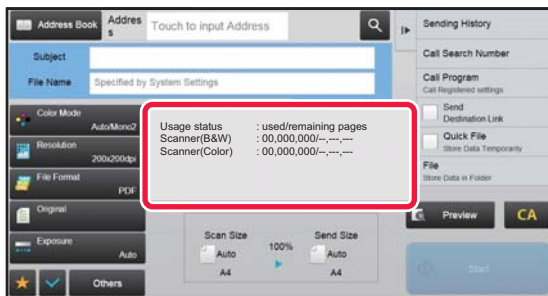 Address Book
Addres
s
Touch to input Address
Subject
File Name
Specified by System Settings
Color Mode
Auto/Mono2
Resolution
200x200dpi
File Format
PDF
Original
Exposure
Auto
Others
Usage status : used/remaining pages
Scanner(B&W) : 00,000,000/--,---,---
Scanner(Color) : 00,000,000/--,---,---
Scan Size
Auto
A4
100%
Send Size
Auto
A4
Sending History
Call Search Number
Call Program
Call Registered settings
Send
Destination Link
Quick File
Store Data Temporarily
File
Store Data in Folder
Preview
CA
Start